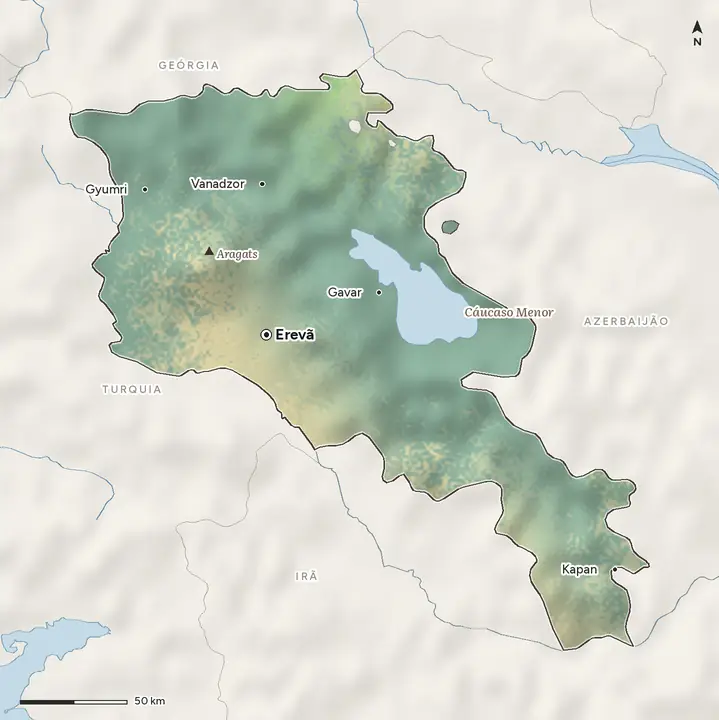 GEÓRGIA
N
Vanadzor
Gyumri
Aragats
Gavar
Cáucaso Menor
AZERBAIJÃO
Erevã
TURQUIA
Kapan
IRÃ
50 km